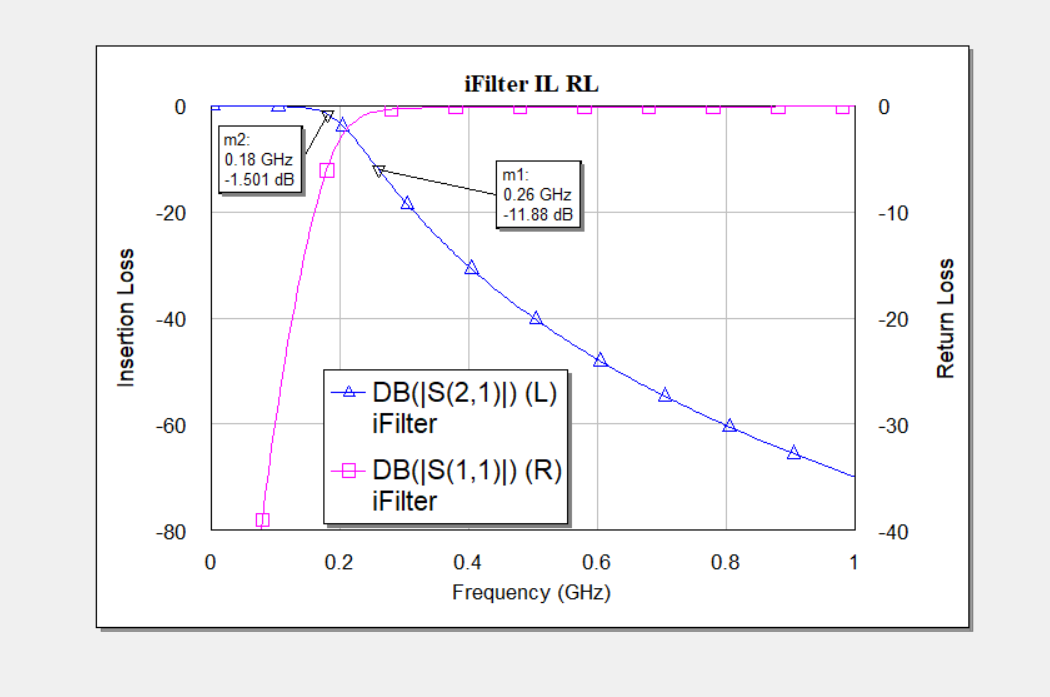 iFilter IL RL
0
-20
-40
-60
-80
Insertion Loss
m2:
0.18 GHz
-1.501 dB
m1:
0.26 GHz
-11.88 dB
DB(|S(2,1)|) (L)
iFilter
DB(|S(1,1)|) (R)
iFilter
0
-10
-20
-30
-40
Return Loss
0 0.2 0.4 0.6 0.8 1
Frequency (GHz)